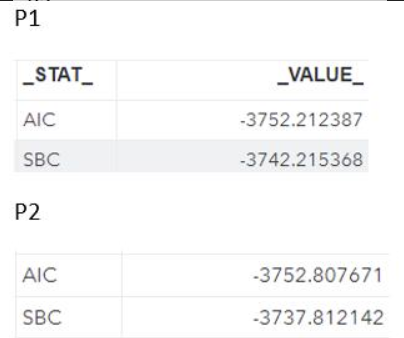 P1
_STAT_ _VALUE_
AIC -3752.212387
SBC -3742.215368
P2
AIC -3752.807671
SBC -3737.812142